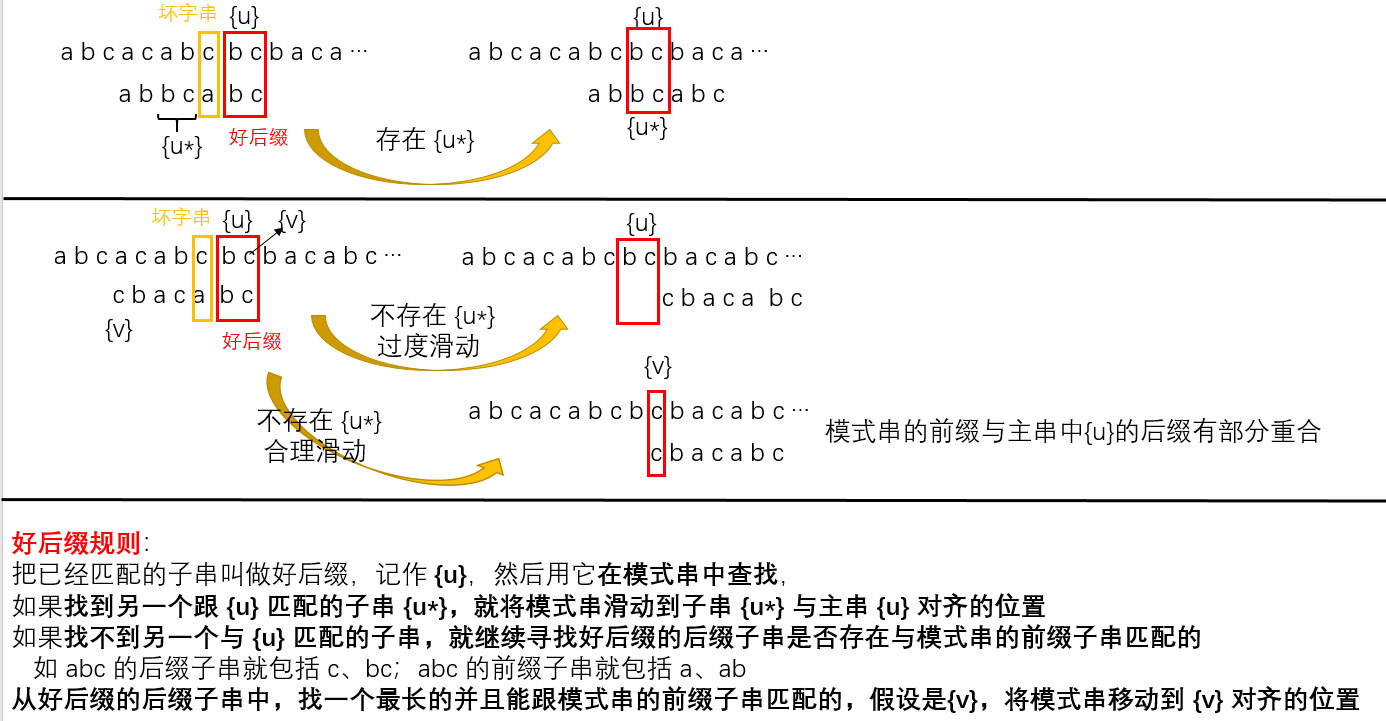 坏字串 {u} {u}
a b c a c a b c b c b a c a ··· a b c a c a b c b c b a c a ···
a b b c a b c a b b c a b c
{u*} 好后缀 存在 {u*} {u*}
坏字串 {u} {v} {u}
a b c a c a b c b c b a c a b c ··· a b c a c a b c b c b a c a b c ···
c b a c a b c c b a c a b c
{v} 好后缀 不存在 {u*}
过度滑动
{v}
不存在 {u*} a b c a c a b c b c b a c a b c ···
合理滑动 c b a c a b c 模式串的前缀与主串中{u}的后缀有部分重合
好后缀规则：
把已经匹配的子串叫做好后缀，记作 {u}，然后用它在模式串中查找，
如果找到另一个跟 {u} 匹配的子串 {u*}，就将模式串滑动到子串 {u*} 与主串 {u} 对齐的位置
如果找不到另一个与 {u} 匹配的子串，就继续寻找好后缀的后缀子串是否存在与模式串的前缀子串匹配的
如 abc 的后缀子串就包括 c、bc；abc 的前缀子串就包括 a、ab
从好后缀的后缀子串中，找一个最长的并且能跟模式串的前缀子串匹配的，假设是{v}，将模式串移动到 {v} 对齐的位置